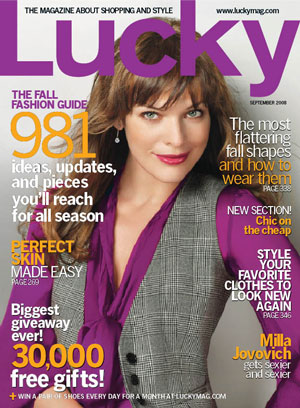 THE MAGAZINE ABOUT SHOPPING AND STYLE
www.luckymag.com
Lucky
SEPTEMBER 2008
THE FALL
FASHION GUIDE
981
ideas, updates,
and pieces
you'll reach
for all season
PERFECT
SKIN
MADE EASY
PAGE 269
Biggest
giveaway
ever!
30,000
free gifts!
The most
flattering
fall shapes
and how to
wear them
PAGE 338
NEW SECTION!
Chic on
the cheap
STYLE
YOUR
FAVORITE
CLOTHES TO
LOOK NEW
AGAIN
PAGE 346
Milla
Jovovich
gets sexier
and sexier
+ WIN A PAIR OF SHOES EVERY DAY FOR A MONTH AT LUCKYMAG.COM